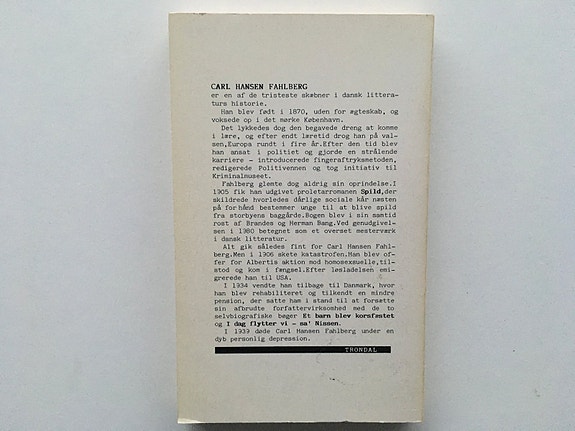 CARL HANSEN FAHLBERG
er en af de tristeste skæbner i dansk littera-
turs historie.
Han blev født i 1870, uden for ægteskab, og
voksede op i det mørke København.
Det lykkedes dog den begavede dreng at komme
i lære, og efter endt læretid drog han på val-
sen,Europa rundt i fire år.Efter den tid blev
han ansat i politiet og gjorde en strålende
karriere - introducerede fingeraftryksmetoden,
redigerede Politivennen og tog initiativ til
Kriminalmuseet.
Fahlberg glemte dog aldrig sin oprindelse.I
1905 fik han udgivet proletarromanen Spild,der
skildrede hvorledes dårlige sociale kår næsten
på forhånd bestemmer unge til at blive spild
fra storbyens baggårde.Bogen blev i sin samtid
rost af Brandes og Herman Bang.Ved genudgivel-
sen i 1980 betegnet som et overset mesterværk
i dansk litteratur.
Alt gik således fint for Carl Hansen Fahl-
berg.Men i 1906 skete katastrofen.Han blev of-
fer for Albertis aktion mod homosexsuelle,til-
stod og kom i fængsel.Efter løsladelsen emi-
grerede han til USA.
I 1934 vendte han tilbage til Danmark, hvor
han blev rehabiliteret og tilkendt en mindre
pension, der satte ham i stand til at forsætte
sin afbrudte forfattervirksomhed med de to
selvbiografiske bøger Et barn blev korsfæstet
og I dag flytter vi - sa' Nissen.
I 1939 døde Carl Hansen Fahlberg under en
dyb personlig depression.
TRONDAL